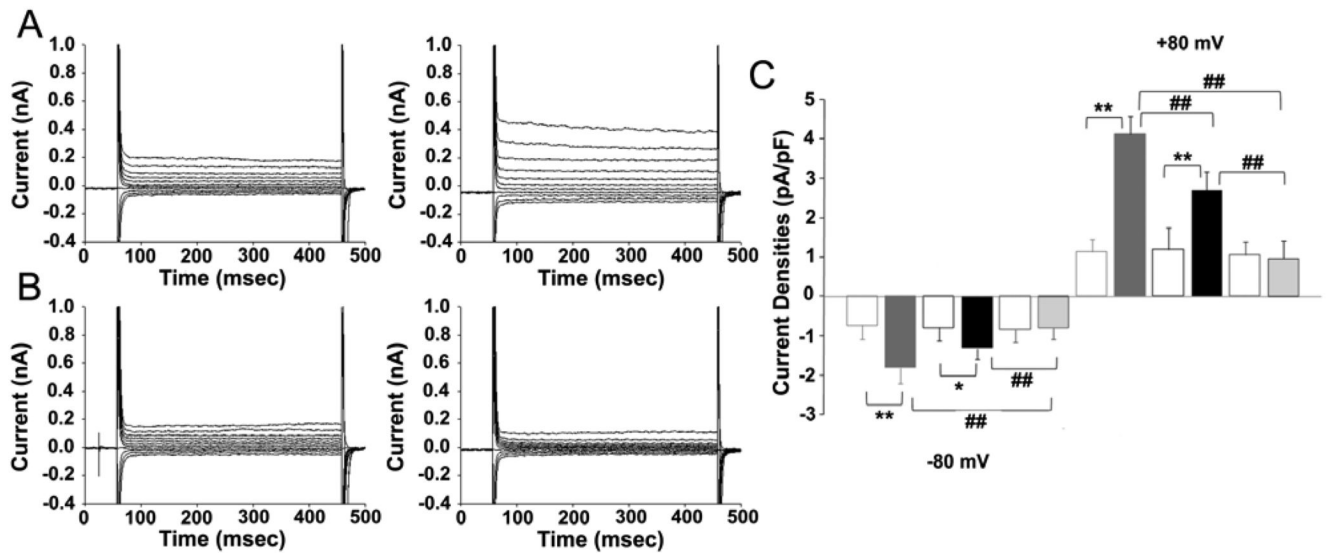 A
1.0
0.8
0.6
0.4
0.2
0.0
-0.2
-0.4
Current (nA)
0 100 200 300 400 500
Time (msec)
1.0
0.8
0.6
0.4
0.2
0.0
-0.2
-0.4
Current (nA)
0 100 200 300 400 500
Time (msec)
B
1.0
0.8
0.6
0.4
0.2
0.0
-0.2
-0.4
Current (nA)
0 100 200 300 400 500
Time (msec)
1.0
0.8
0.6
0.4
0.2
0.0
-0.2
-0.4
Current (nA)
0 100 200 300 400 500
Time (msec)
C
+80 mV
Current Densities (pA/pF)
5
4
3
2
1
0
-1
-2
-3
##
** ##
** ##
* ##
** ##
-80 mV